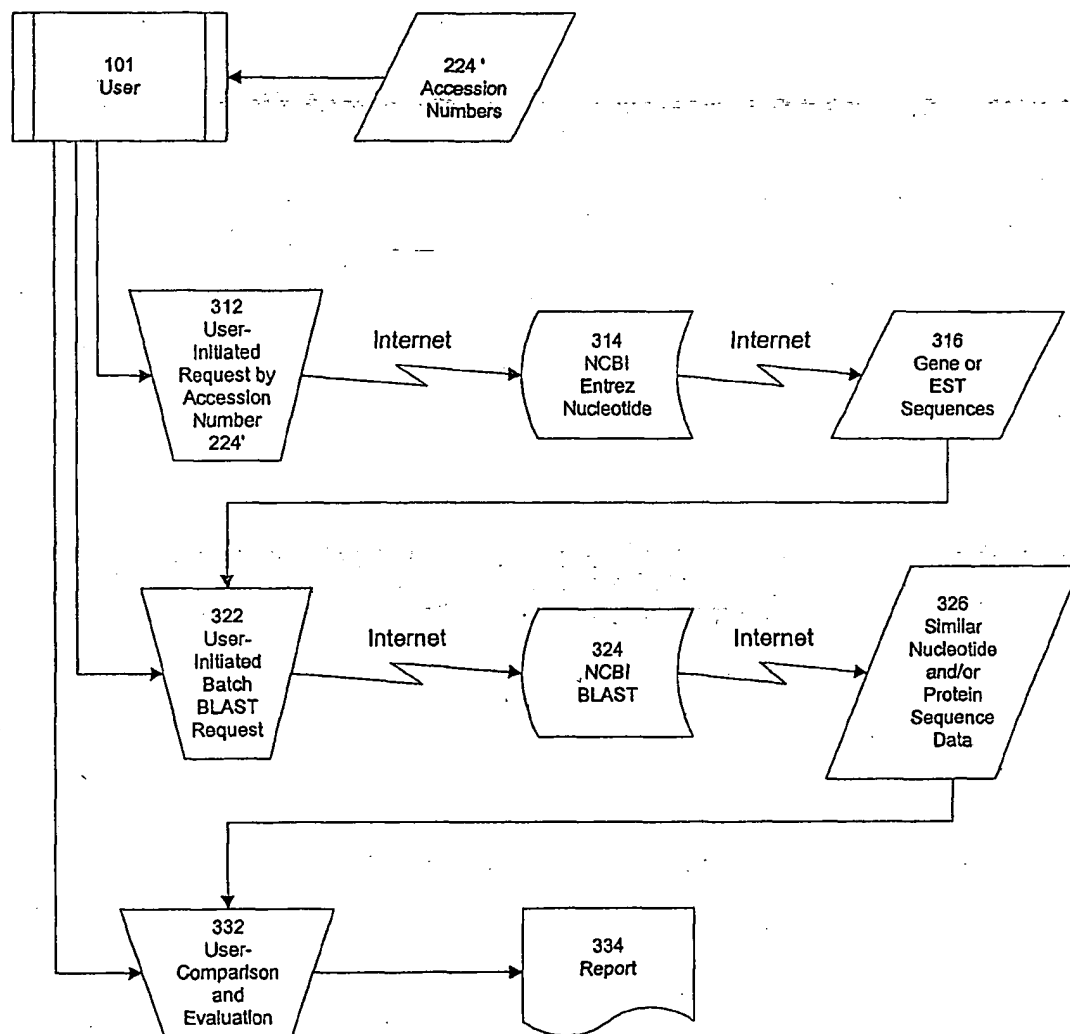 101
User
224'
Accession
Numbers
312
User-
Initiated
Request by
Accession
Number
224'
Internet
314
NCBI
Entrez
Nucleotide
Internet
316
Gene or
EST
Sequences
322
User-
Initiated
Batch
BLAST
Request
Internet
324
NCBI
BLAST
Internet
326
Similar
Nucleotide
and/or
Protein
Sequence
Data
332
User-
Comparison
and
Evaluation
334
Report